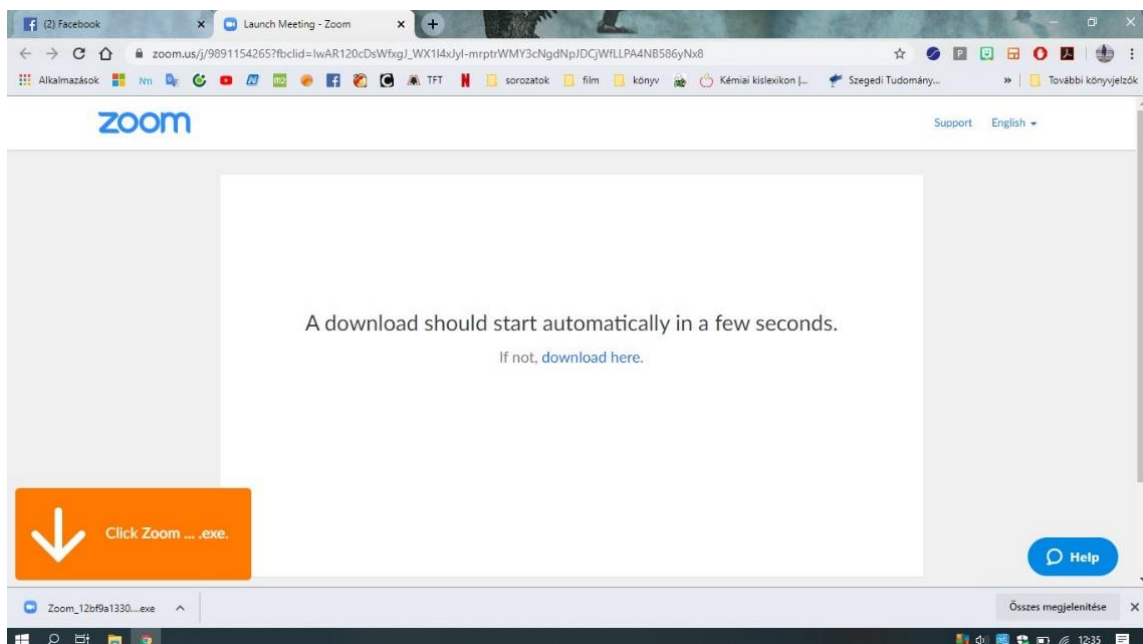 (2) Facebook
Launch Meeting - Zoom
zoom.us/j/9891154265?fbclid=IwAR120cDsWfxgJ_WX1I4xJyI-mrptrWMY3cNgdNpJDCjWfLLPA4NB586yNx8
Alkalmazások Nm TFT sorozatok film könyv Kémiai kislexikon |... Szegedi Tudomány... » További könyvjelzők
zoom
Support English
A download should start automatically in a few seconds.
If not, download here.
Click Zoom ... .exe.
Help
Zoom_12bf9a1330....exe
Összes megjelenítése
12:35